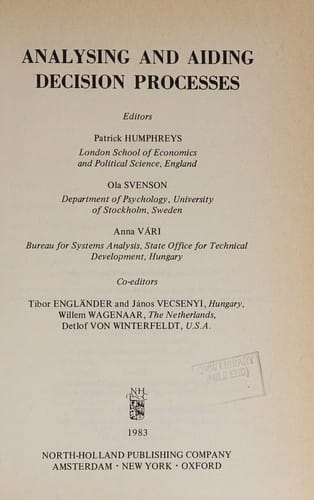 ANALYSING AND AIDING
DECISION PROCESSES
Editors
Patrick HUMPHREYS
London School of Economics
and Political Science, England
Ola SVENSON
Department of Psychology, University
of Stockholm, Sweden
Anna VÁRI
Bureau for Systems Analysis, State Office for Technical
Development, Hungary
Co-editors
Tibor ENGLÄNDER and János VECSENYI, Hungary,
Willem WAGENAAR, The Netherlands,
Detlof VON WINTERFELDT, U.S.A.
1983
NORTH-HOLLAND PUBLISHING COMPANY
AMSTERDAM · NEW YORK · OXFORD